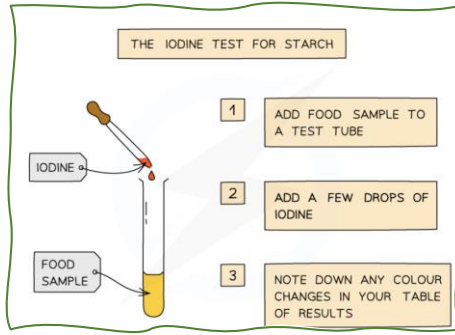 THE IODINE TEST FOR STARCH
1
ADD FOOD SAMPLE TO
A TEST TUBE
IODINE
2
ADD A FEW DROPS OF
IODINE
FOOD
SAMPLE
3
NOTE DOWN ANY COLOUR
CHANGES IN YOUR TABLE
OF RESULTS